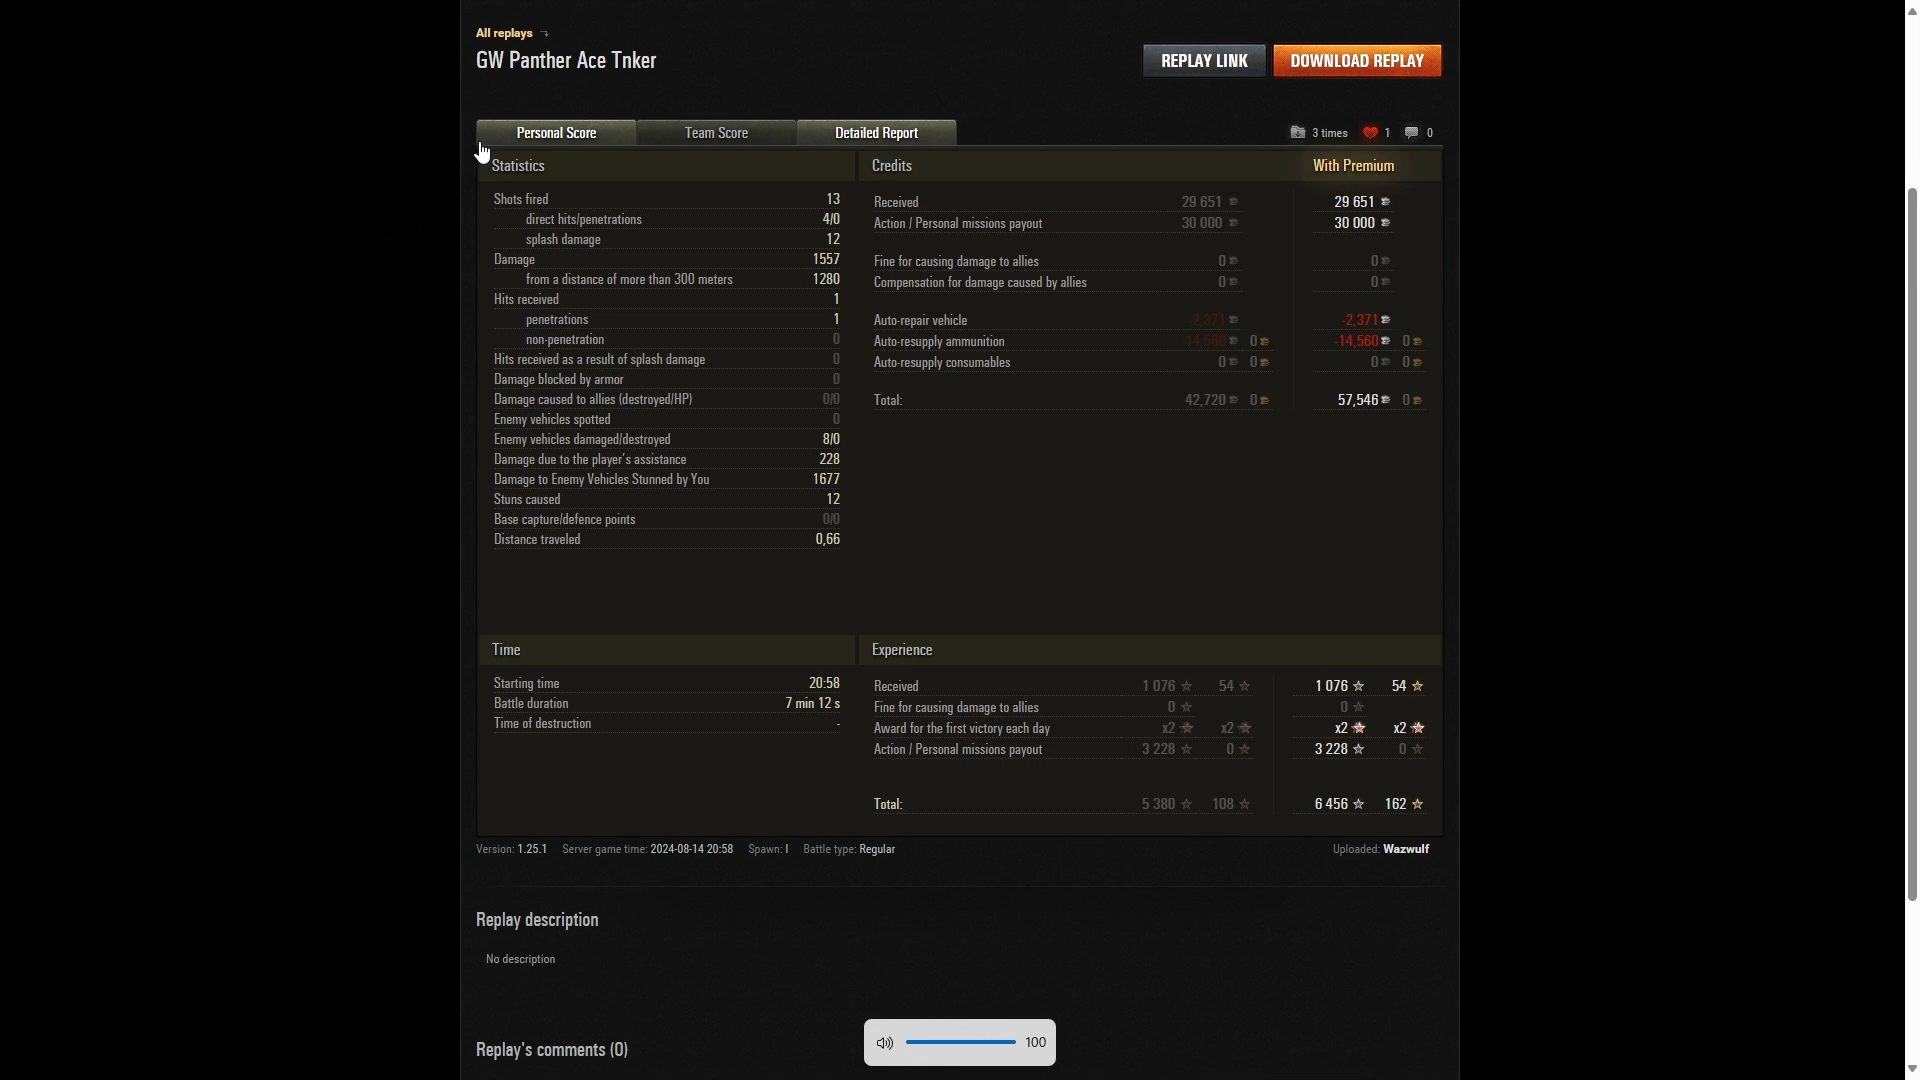 All replays
GW Panther Ace Tnker
REPLAY LINK
DOWNLOAD REPLAY
Personal Score Team Score Detailed Report 3 times 1 0
Statistics
Shots fired 13
direct hits/penetrations 4/0
splash damage 12
Damage 1557
from a distance of more than 300 meters 1280
Hits received 1
penetrations 1
non-penetration 0
Hits received as a result of splash damage 0
Damage blocked by armor 0
Damage caused to allies (destroyed/HP) 0/0
Enemy vehicles spotted 0
Enemy vehicles damaged/destroyed 8/0
Damage due to the player's assistance 228
Damage to Enemy Vehicles Stunned by You 1677
Stuns caused 12
Base capture/defence points 0/0
Distance traveled 0,66
Credits With Premium
Received 29 651 29 651
Action / Personal missions payout 30 000 30 000
Fine for causing damage to allies 0 0
Compensation for damage caused by allies 0 0
Auto-repair vehicle -2,371 -2,371
Auto-resupply ammunition -14,560 0 -14,560 0
Auto-resupply consumables 0 0 0 0
Total: 42,720 0 57,546 0
Time
Starting time 20:58
Battle duration 7 min 12 s
Time of destruction -
Experience
Received 1 076 54 1 076 54
Fine for causing damage to allies 0 0
Award for the first victory each day x2 x2 x2 x2
Action / Personal missions payout 3 228 0 3 228 0
Total: 5 380 108 6 456 162
Version: 1.25.1 Server game time: 2024-08-14 20:58 Spawn: I Battle type: Regular Uploaded: Wazwulf
Replay description
No description
Replay's comments (0)
100